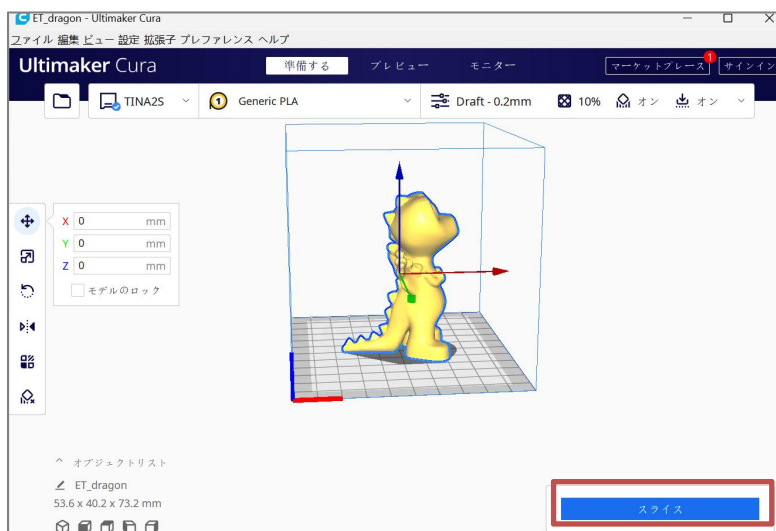 ET_dragon - Ultimaker Cura
ファイル 編集 ビュー 設定 拡張子 プレファレンス ヘルプ
Ultimaker Cura 準備する プレビュー モニター マーケットプレース 1 サインイン
TINA2S 1 Generic PLA Draft - 0.2mm 10% オン オン
X 0 mm
Y 0 mm
Z 0 mm
モデルのロック
オブジェクトリスト
ET_dragon
53.6 x 40.2 x 73.2 mm
スライス